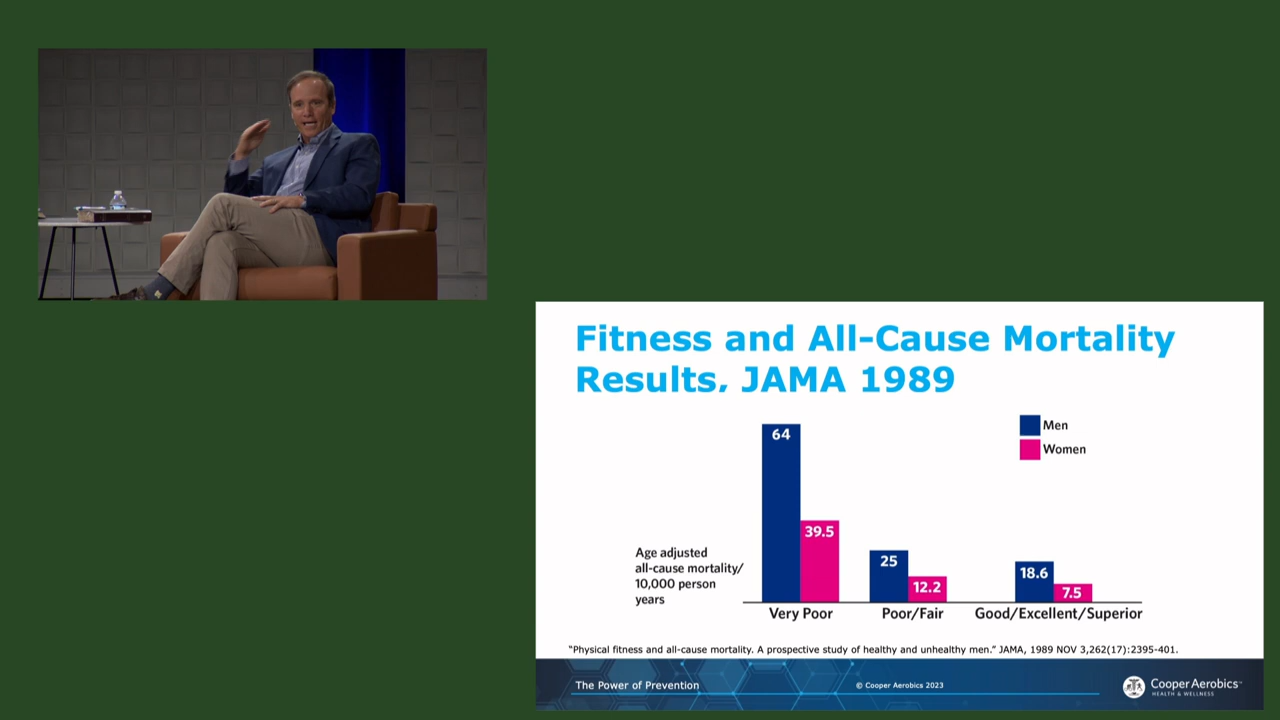 Fitness and All-Cause Mortality
Results, JAMA 1989
Men
Women
64
39.5
25
12.2
18.6
7.5
Age adjusted
all-cause mortality/
10,000 person
years
Very Poor
Poor/Fair
Good/Excellent/Superior
"Physical fitness and all-cause mortality. A prospective study of healthy and unhealthy men." JAMA, 1989 NOV 3,262(17):2395-401.
The Power of Prevention
© Cooper Aerobics 2023
CooperAerobics™
HEALTH & WELLNESS